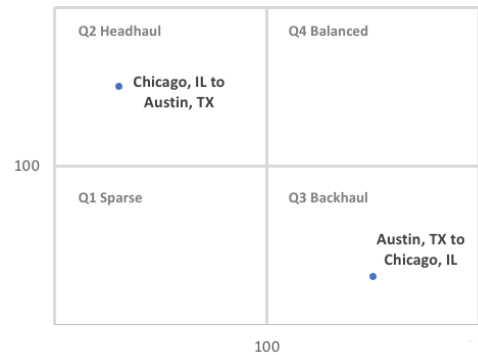 Q2 Headhaul
Q4 Balanced
Chicago, IL to
Austin, TX
100
Q1 Sparse
Q3 Backhaul
Austin, TX to
Chicago, IL
100